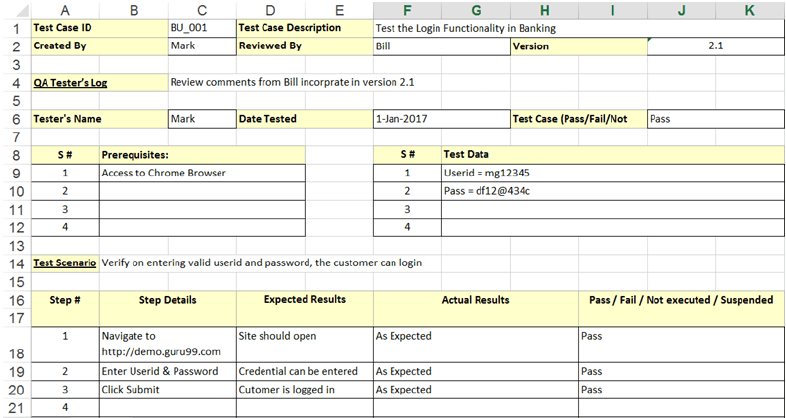 A B C D E F G H I J K
1 Test Case ID BU_001 Test Case Description Test the Login Functionality in Banking
2 Created By Mark Reviewed By Bill Version 2.1
3
4 QA Tester's Log Review comments from Bill incorprate in version 2.1
5
6 Tester's Name Mark Date Tested 1-Jan-2017 Test Case (Pass/Fail/Not Pass
7
8 S # Prerequisites: S # Test Data
9 1 Access to Chrome Browser 1 Userid = mg12345
10 2 2 Pass = df12@434c
11 3 3
12 4 4
13
14 Test Scenario Verify on entering valid userid and password, the customer can login
15
16 Step # Step Details Expected Results Actual Results Pass / Fail / Not executed / Suspended
17
1 Navigate to Site should open As Expected Pass
18 http://demo.guru99.com
19 2 Enter Userid & Password Credential can be entered As Expected Pass
20 3 Click Submit Cutomer is logged in As Expected Pass
21 4